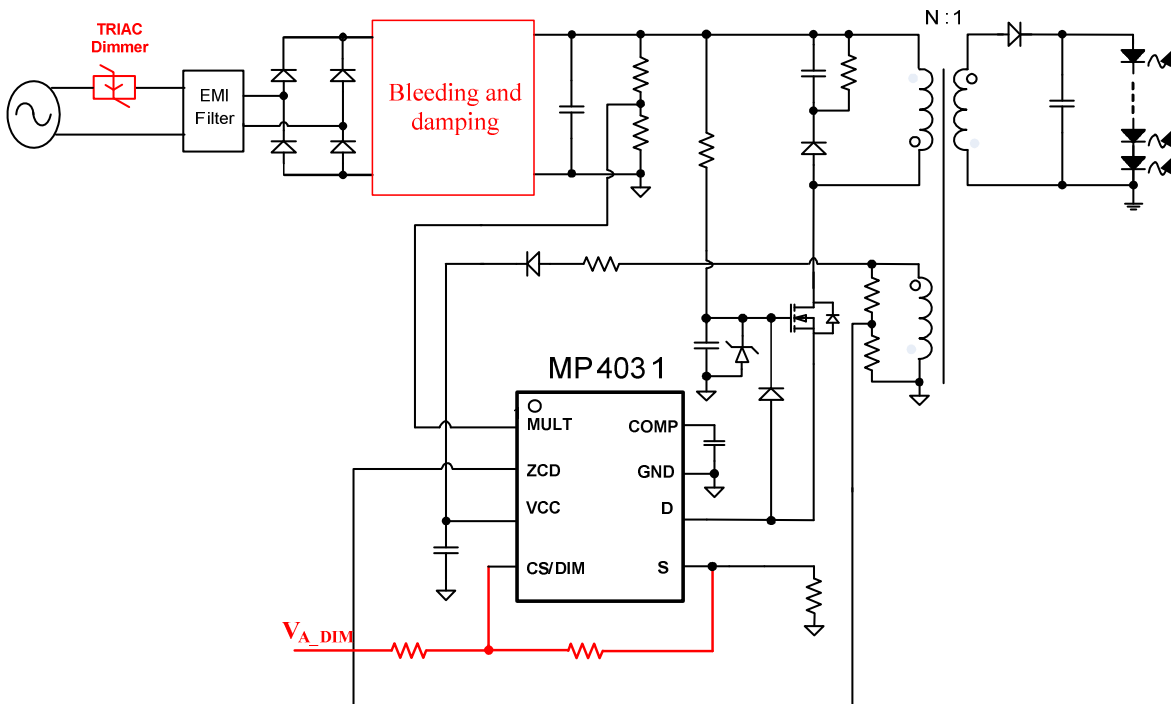 N : 1
TRIAC
Dimmer
EMI
Filter
Bleeding and
damping
MP4031
MULT
COMP
ZCD
GND
VCC
D
CS/DIM
S
VA_DIM